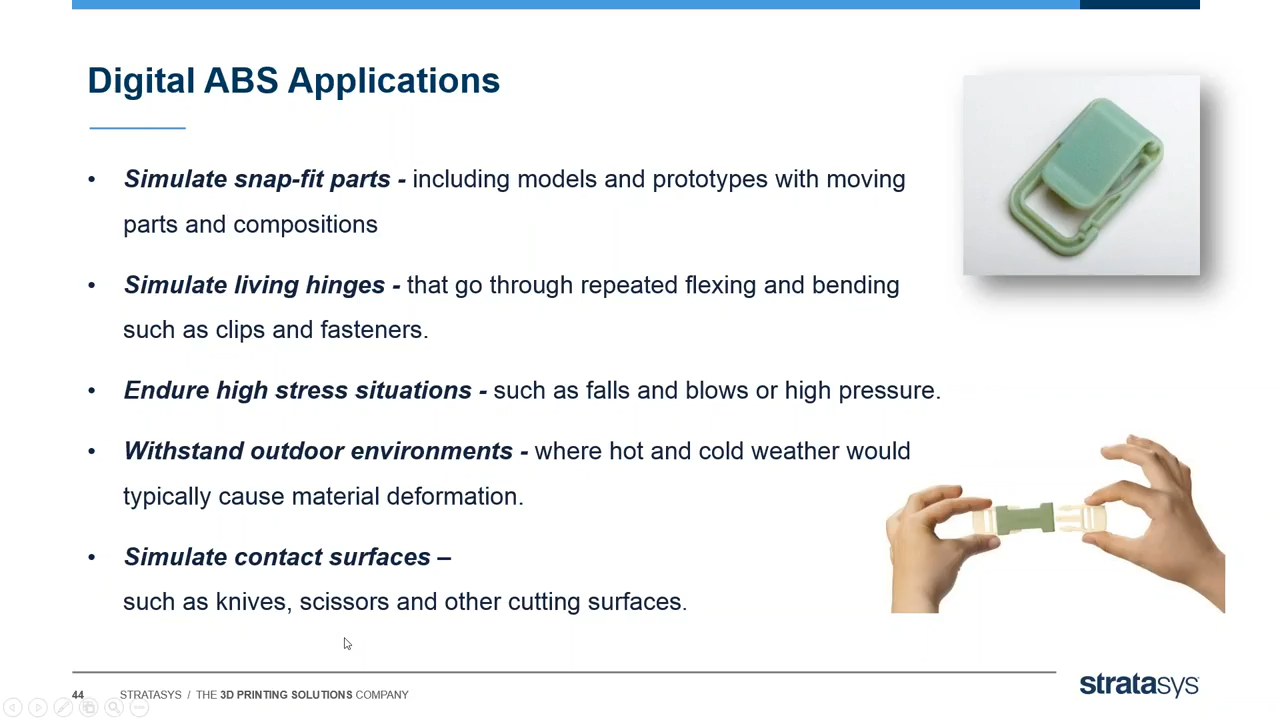 Digital ABS Applications
• Simulate snap-fit parts - including models and prototypes with moving
parts and compositions
• Simulate living hinges - that go through repeated flexing and bending
such as clips and fasteners.
• Endure high stress situations - such as falls and blows or high pressure.
• Withstand outdoor environments - where hot and cold weather would
typically cause material deformation.
• Simulate contact surfaces –
such as knives, scissors and other cutting surfaces.
44 STRATASYS / THE 3D PRINTING SOLUTIONS COMPANY
stratasys